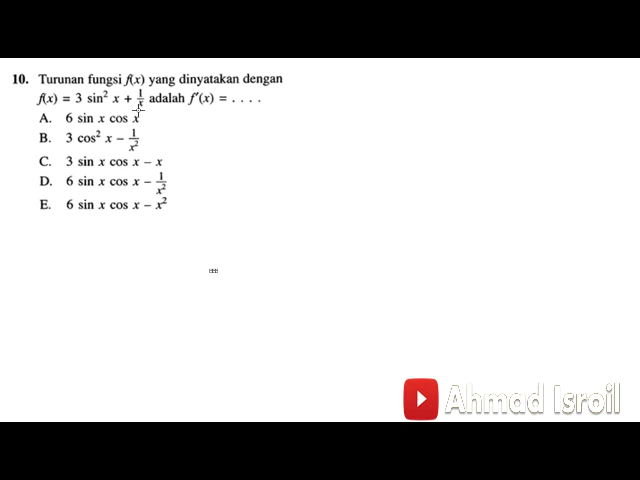 10. Turunan fungsi f(x) yang dinyatakan dengan
f(x) = 3 sin² x + 1/x adalah f′(x) = . . . .
A. 6 sin x cos x
B. 3 cos² x − 1/x²
C. 3 sin x cos x − x
D. 6 sin x cos x − 1/x²
E. 6 sin x cos x − x²
Ahmad Isroil